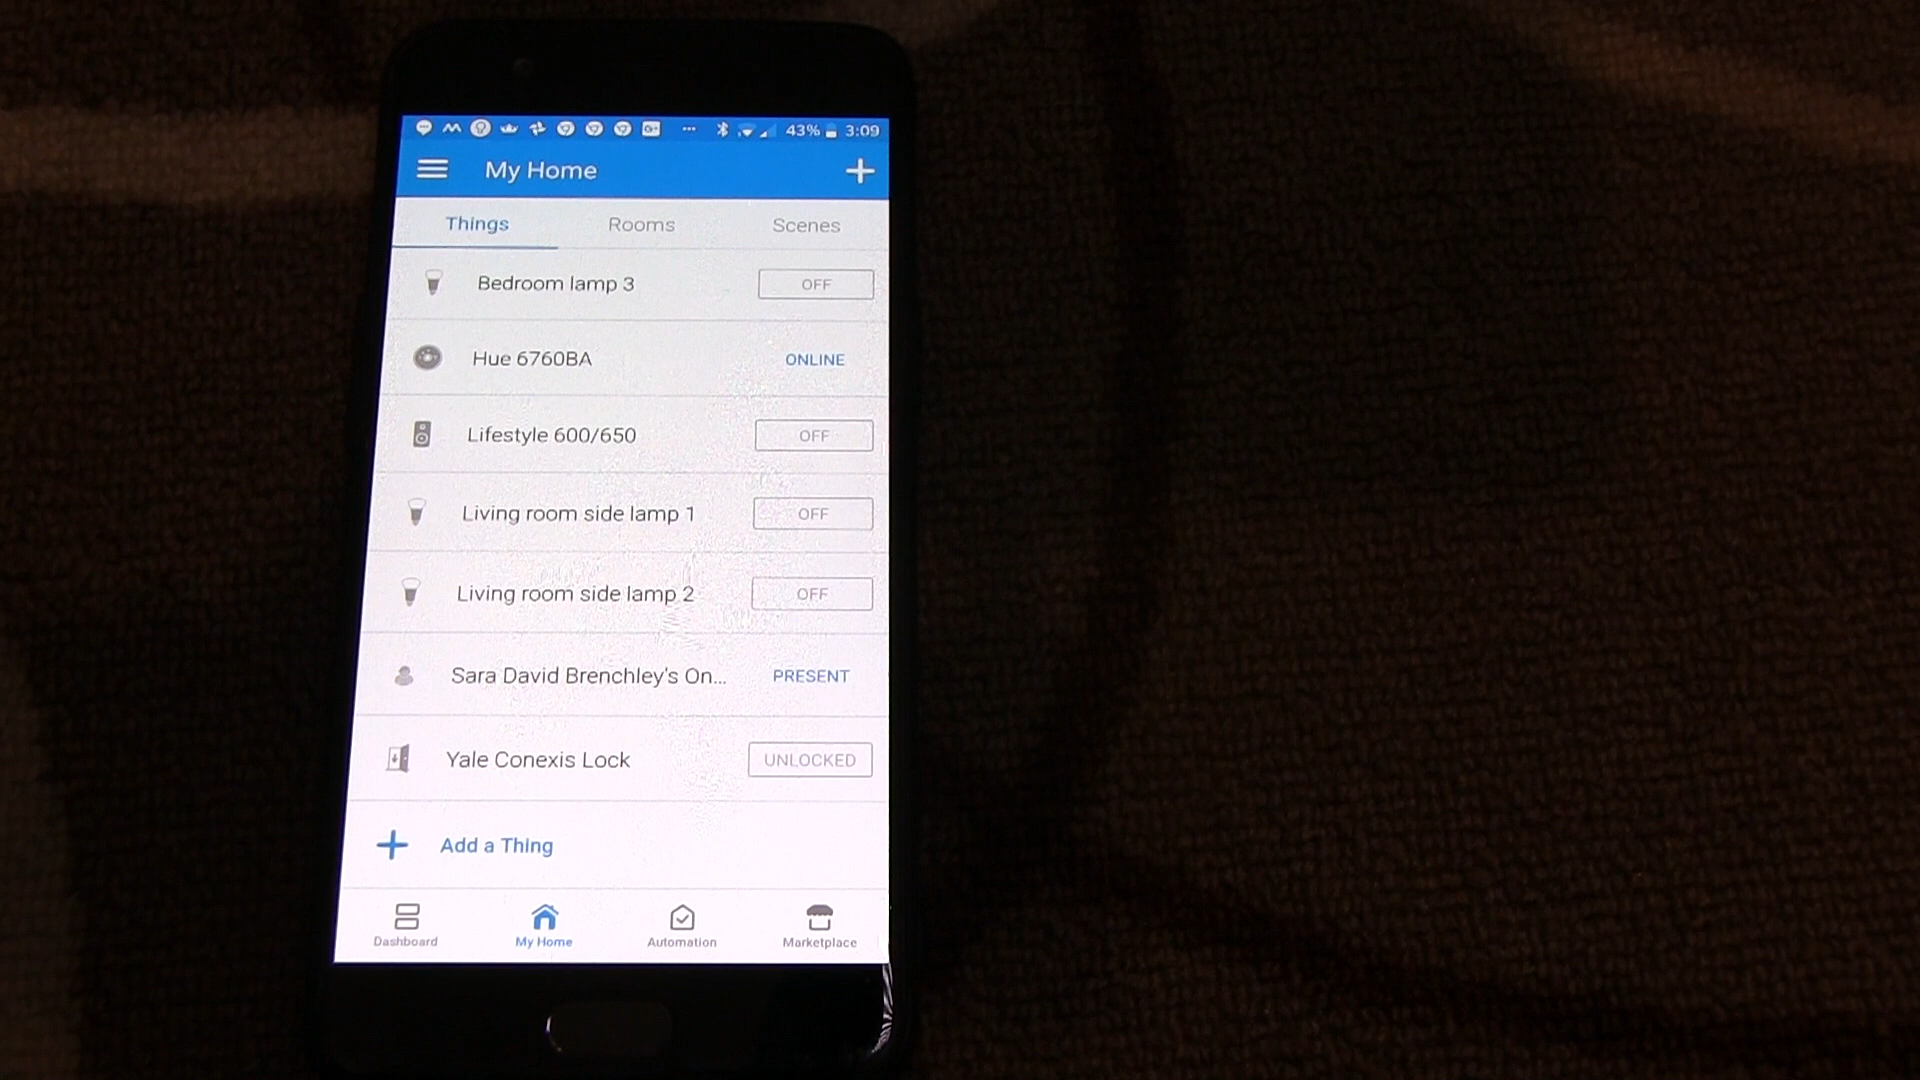 43% 3:09
My Home
Things Rooms Scenes
Bedroom lamp 3 OFF
Hue 6760BA ONLINE
Lifestyle 600/650 OFF
Living room side lamp 1 OFF
Living room side lamp 2 OFF
Sara David Brenchley's On... PRESENT
Yale Conexis Lock UNLOCKED
Add a Thing
Dashboard My Home Automation Marketplace